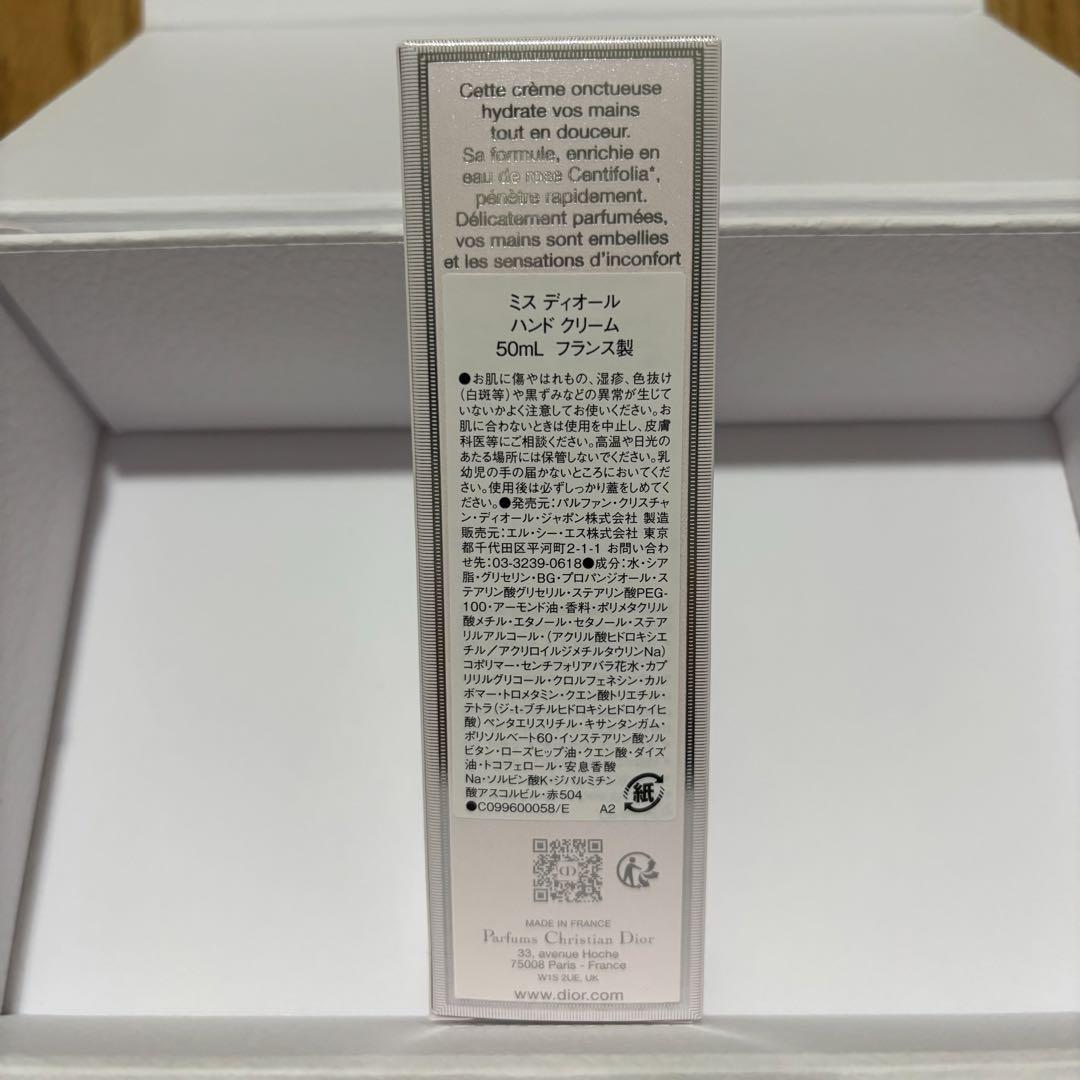 Cette crème onctueuse
hydrate vos mains
tout en douceur.
Sa formule, enrichie en
eau de rose Centifolia*,
pénètre rapidement.
Délicatement parfumées,
vos mains sont embellies
et les sensations d'inconfort
ミス ディオール
ハンド クリーム
50mL フランス製
●お肌に傷やはれもの、湿疹、色抜け
(白斑等)や黒ずみなどの異常が生じて
いないかよく注意してお使いください。お
肌に合わないときは使用を中止し、皮膚
科医等にご相談ください。高温や日光の
あたる場所には保管しないでください。乳
幼児の手の届かないところにおいてくだ
さい。使用後は必ずしっかり蓋をしめてく
ださい。●発売元:パルファン・クリスチャ
ン・ディオール・ジャポン株式会社 製造
販売元:エル・シー・エス株式会社 東京
都千代田区平河町2-1-1 お問い合わ
せ先:03-3239-0618●成分:水・シア
脂・グリセリン・BG・プロパンジオール・ス
テアリン酸グリセリル・ステアリン酸PEG-
100・アーモンド油・香料・ポリメタクリル
酸メチル・エタノール・セタノール・ステア
リルアルコール・(アクリル酸ヒドロキシエ
チル/アクリロイルジメチルタウリンNa)
コポリマー・センチフォリアバラ花水・カプ
リリルグリコール・クロルフェネシン・カル
ボマー・トロメタミン・クエン酸トリエチル・
テトラ(ジ-t-ブチルヒドロキシヒドロケイヒ
酸)ペンタエリスリチル・キサンタンガム・
ポリソルベート60・イソステアリン酸ソル
ビタン・ローズヒップ油・クエン酸・ダイズ
油・トコフェロール・安息香酸
Na・ソルビン酸K・ジパルミチン
酸アスコルビル・赤504
●C099600058/E A2
紙
MADE IN FRANCE
Parfums Christian Dior
33, avenue Hoche
75008 Paris - France
W1S 2UE, UK
www.dior.com